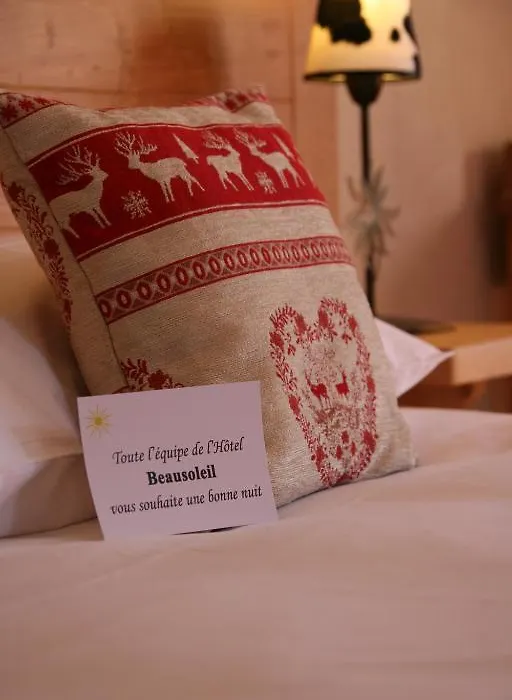 Toute l'équipe de l'Hôtel
Beausoleil
vous souhaite une bonne nuit